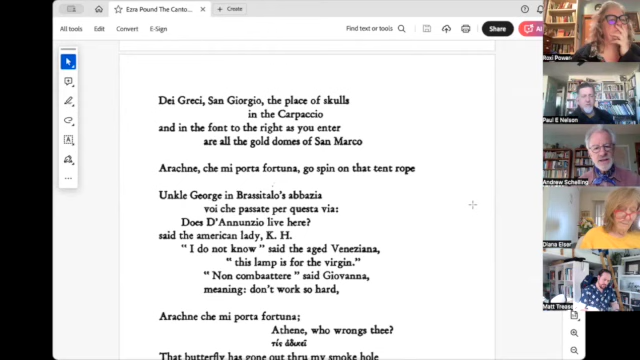 Ezra Pound The Canto...
+ Create
All tools
Edit
Convert
E-Sign
Find text or tools
Share
AI
Dei Greci, San Giorgio, the place of skulls
in the Carpaccio
and in the font to the right as you enter
are all the gold domes of San Marco
Arachne, che mi porta fortuna, go spin on that tent rope
Unkle George in Brassitalo's abbazia
voi che passate per questa via:
Does D'Annunzio live here?
said the american lady, K. H.
"I do not know" said the aged Veneziana,
"this lamp is for the virgin."
"Non combaattere" said Giovanna,
meaning: don't work so hard,
Arachne che mi porta fortuna;
Athene, who wrongs thee?
τίς ἀδικεῖ
That butterfly has gone out thru my smoke hole
Roxi Power
Paul E Nelson
Andrew Schelling
Diana Elser
Matt Trease